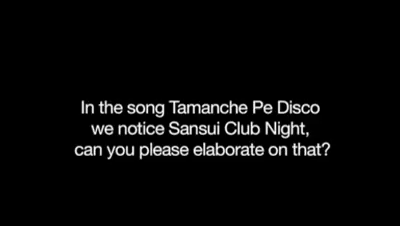 In the song Tamanche Pe Disco
we notice Sansui Club Night,
can you please elaborate on that?